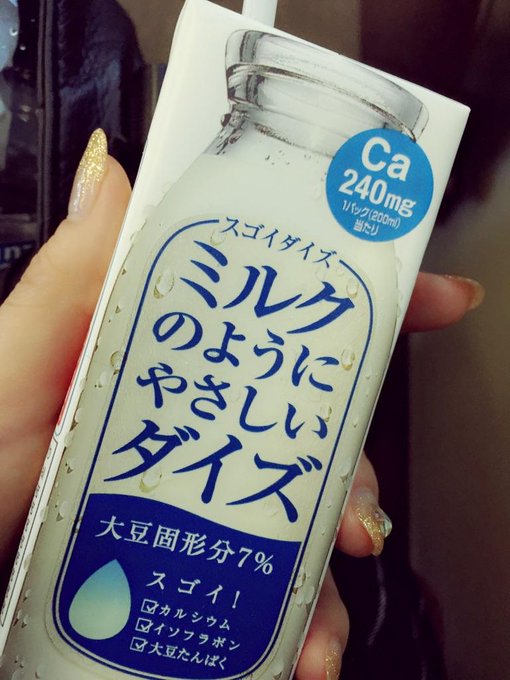 Ca
240mg
1パック(200ml)
当たり
スゴイダイズ
ミルク
のように
やさしい
ダイズ
大豆固形分7%
スゴイ!
カルシウム
イソフラボン
大豆たんぱく